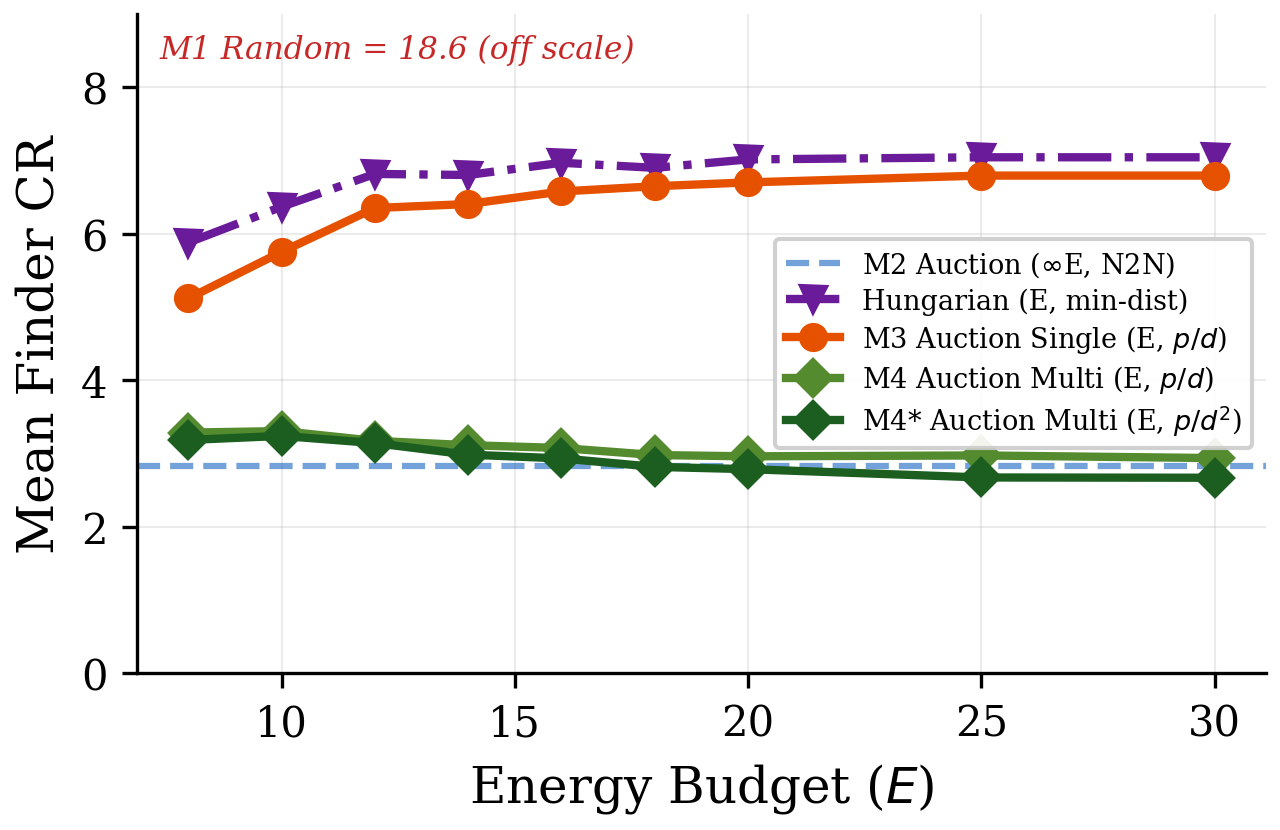 M1 Random = 18.6 (off scale)
8
6
4
2
0
Mean Finder CR
M2 Auction (∞E, N2N)
Hungarian (E, min-dist)
M3 Auction Single (E, p/d)
M4 Auction Multi (E, p/d)
M4* Auction Multi (E, p/d²)
10 15 20 25 30
Energy Budget (E)